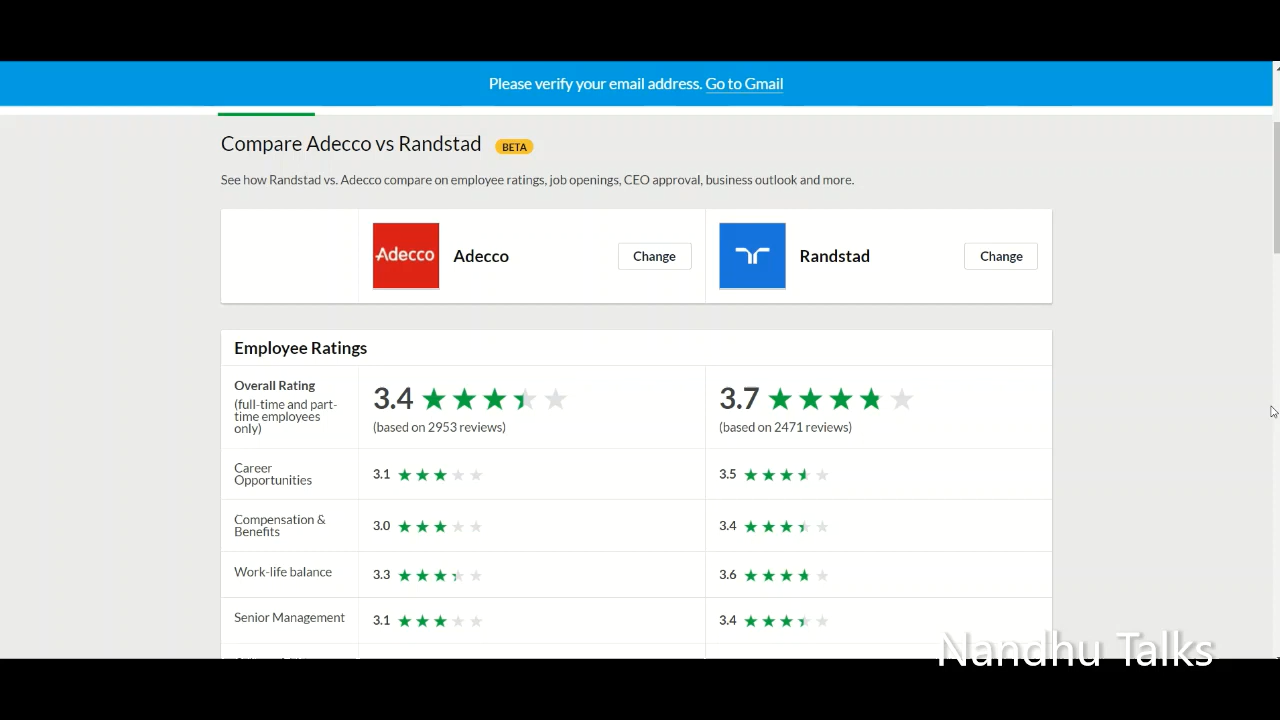 Please verify your email address. Go to Gmail
Compare Adecco vs Randstad BETA
See how Randstad vs. Adecco compare on employee ratings, job openings, CEO approval, business outlook and more.
Adecco Adecco Change Randstad Change
Employee Ratings
Overall Rating
(full-time and part-
time employees
only)
3.4
(based on 2953 reviews)
3.7
(based on 2471 reviews)
Career
Opportunities
3.1
3.5
Compensation &
Benefits
3.0
3.4
Work-life balance
3.3
3.6
Senior Management
3.1
3.4
Nandhu Talks